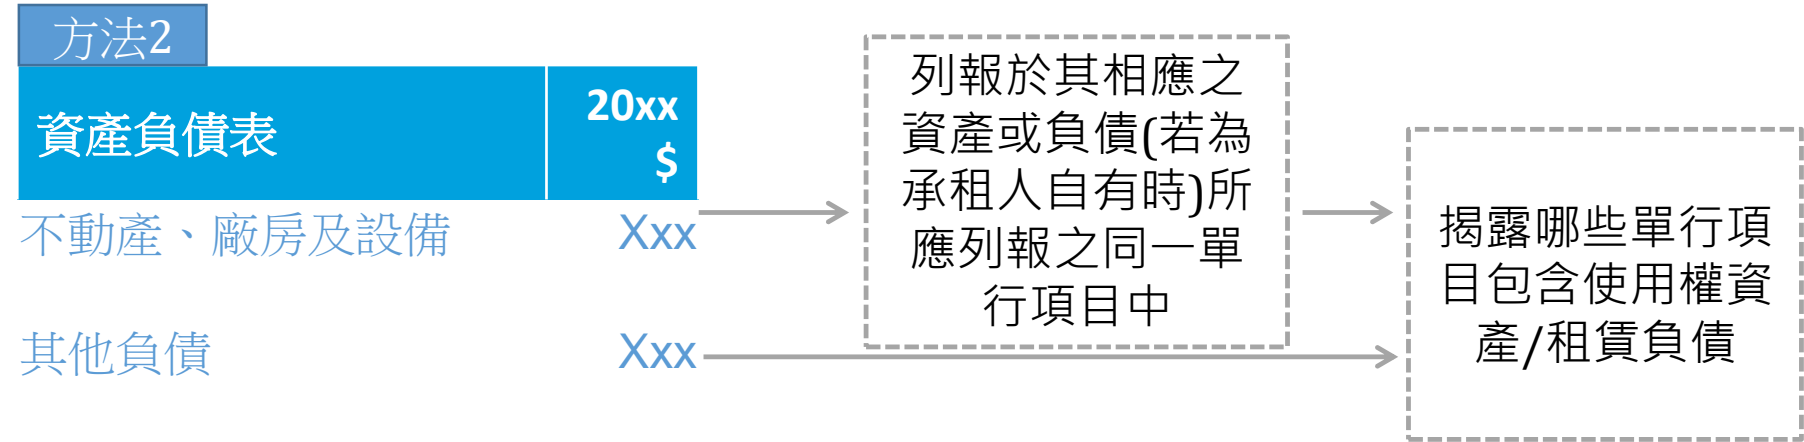 方法2
資產負債表
20xx
$
不動產、廠房及設備 Xxx
其他負債 Xxx
列報於其相應之
資產或負債(若為
承租人自有時)所
應列報之同一單
行項目中
揭露哪些單行項
目包含使用權資
產/租賃負債